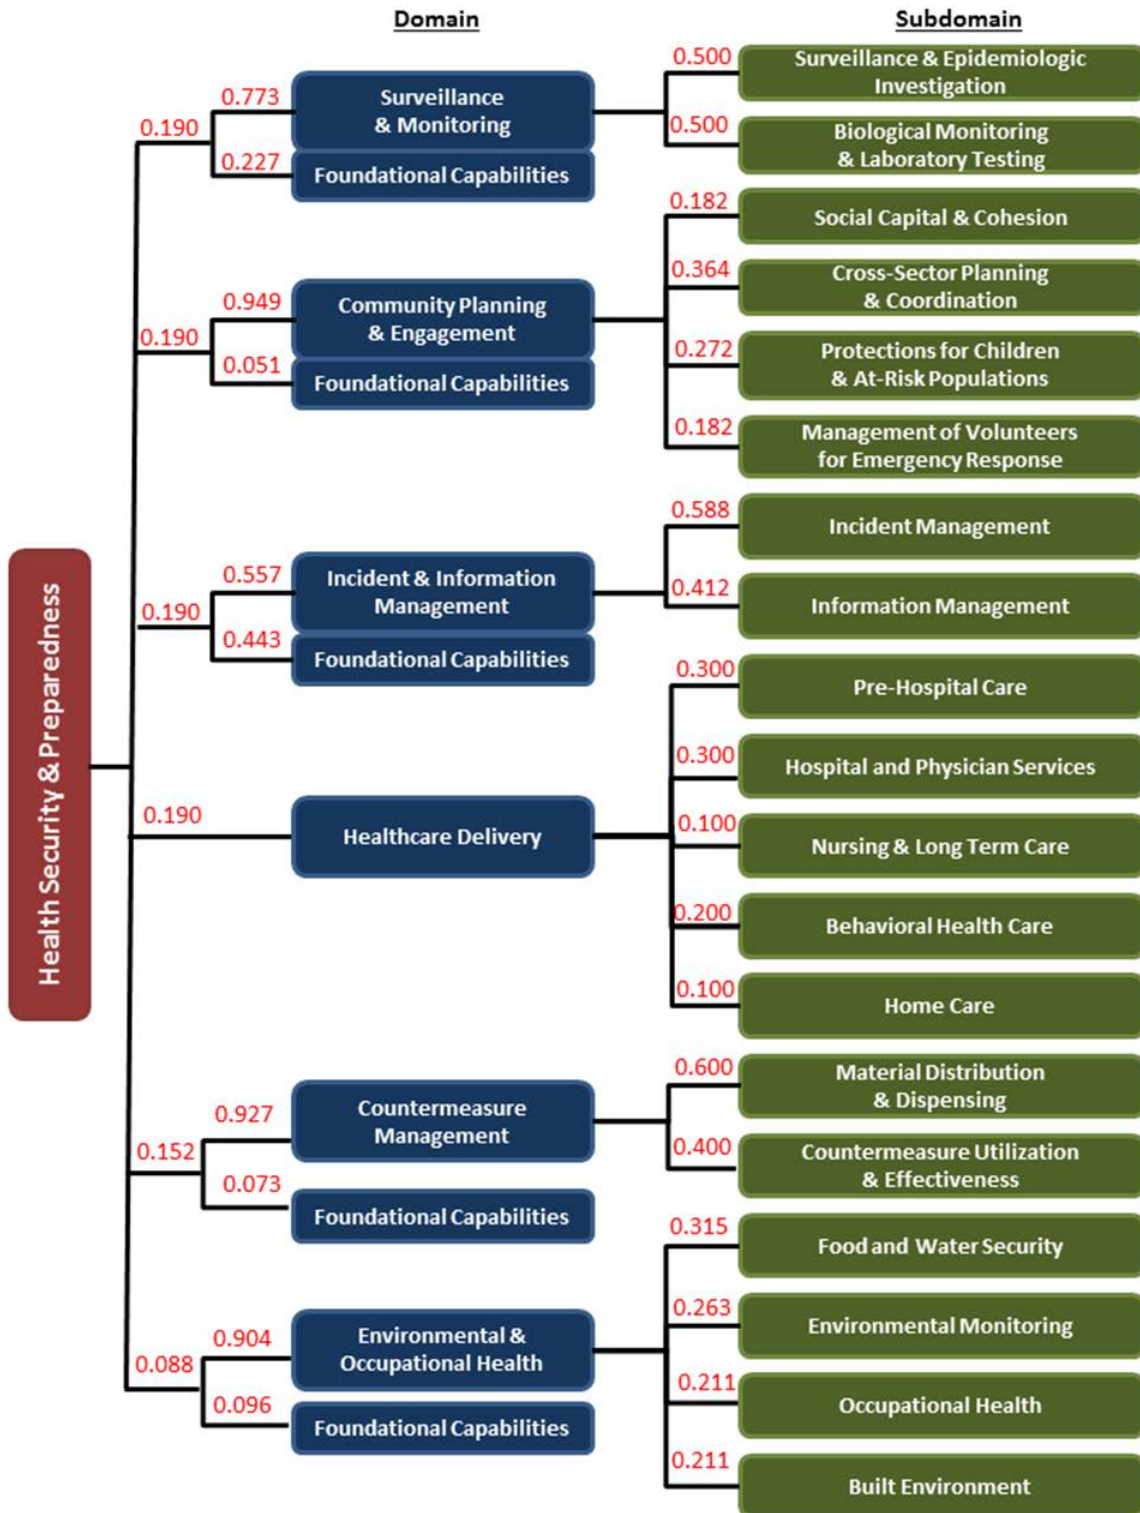 Domain
Subdomain
0.500
Surveillance & Epidemiologic
Investigation
0.773
Surveillance
& Monitoring
0.190
0.500
Biological Monitoring
& Laboratory Testing
0.227
Foundational Capabilities
0.182
Social Capital & Cohesion
0.364
Cross-Sector Planning
& Coordination
0.949
Community Planning
& Engagement
0.190
0.272
Protections for Children
& At-Risk Populations
0.051
Foundational Capabilities
0.182
Management of Volunteers
for Emergency Response
0.588
Incident Management
0.557
Incident & Information
Management
0.190
0.412
Information Management
0.443
Foundational Capabilities
Health Security & Preparedness
0.300
Pre-Hospital Care
0.300
Hospital and Physician Services
0.190
Healthcare Delivery
0.100
Nursing & Long Term Care
0.200
Behavioral Health Care
0.100
Home Care
0.600
Material Distribution
& Dispensing
0.927
Countermeasure
Management
0.152
0.400
Countermeasure Utilization
& Effectiveness
0.073
Foundational Capabilities
0.315
Food and Water Security
0.263
Environmental Monitoring
0.904
Environmental &
Occupational Health
0.088
0.211
Occupational Health
0.096
Foundational Capabilities
0.211
Built Environment